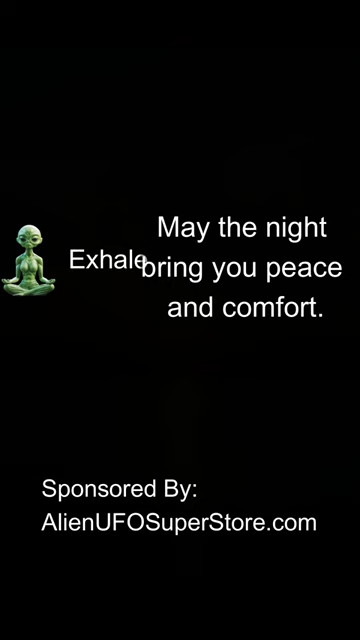 May the night
Exhale
bring you peace
and comfort.
Sponsored By:
AlienUFOSuperStore.com